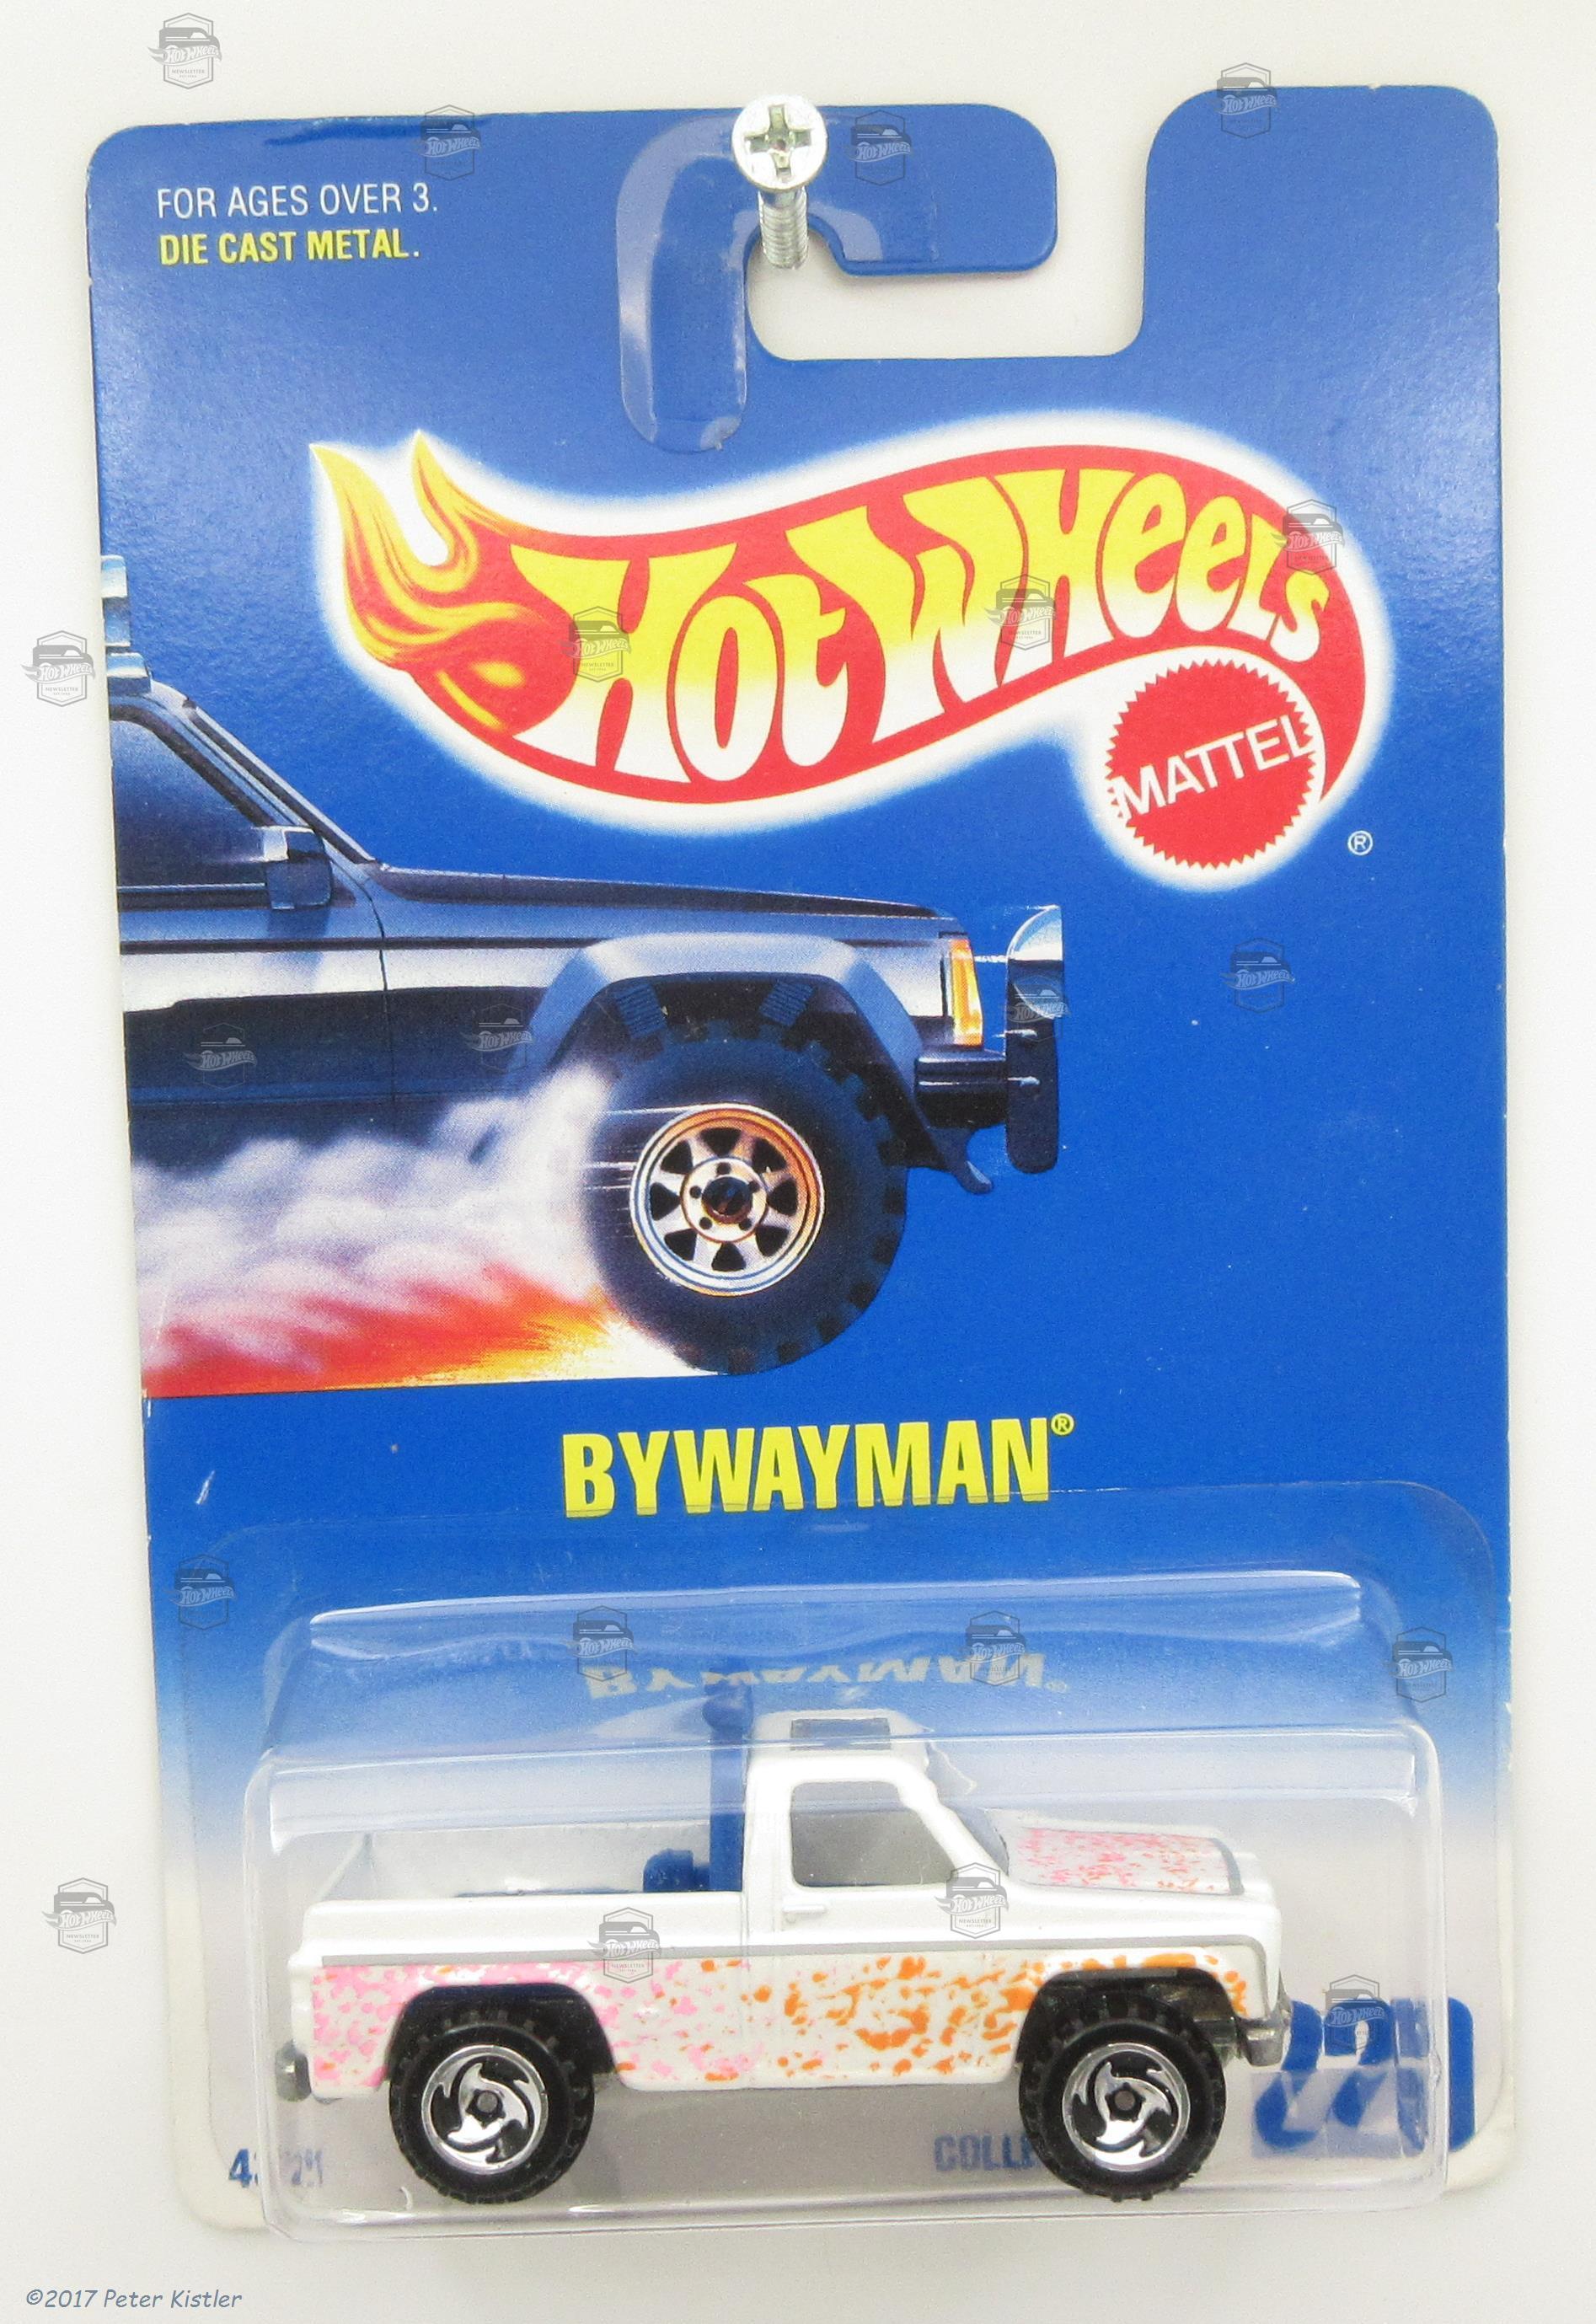 FOR AGES OVER 3.
DIE CAST METAL.
Hot Wheels
MATTEL
®
BYWAYMAN®
©2017 Peter Kistler